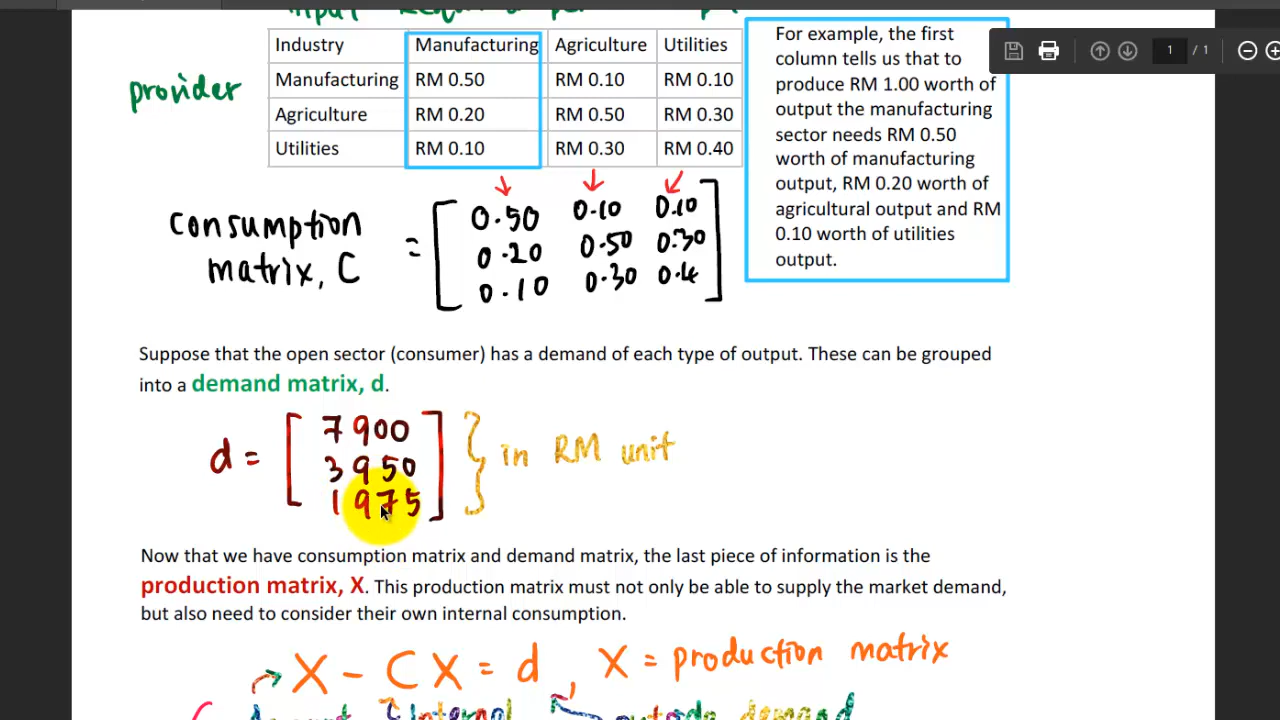 Industry Manufacturing Agriculture Utilities
Manufacturing RM 0.50 RM 0.10 RM 0.10
Agriculture RM 0.20 RM 0.50 RM 0.30
Utilities RM 0.10 RM 0.30 RM 0.40
provider
For example, the first
column tells us that to
produce RM 1.00 worth of
output the manufacturing
sector needs RM 0.50
worth of manufacturing
output, RM 0.20 worth of
agricultural output and RM
0.10 worth of utilities
output.
1 / 1
consumption
matrix, C
= [ 0.50 0.10 0.10
0.20 0.50 0.30
0.10 0.30 0.4 ]
Suppose that the open sector (consumer) has a demand of each type of output. These can be grouped
into a demand matrix, d.
d = [ 7900
3950
1975 ] } in RM unit
Now that we have consumption matrix and demand matrix, the last piece of information is the
production matrix, X. This production matrix must not only be able to supply the market demand,
but also need to consider their own internal consumption.
X - CX = d , X = production matrix
internal outside demand